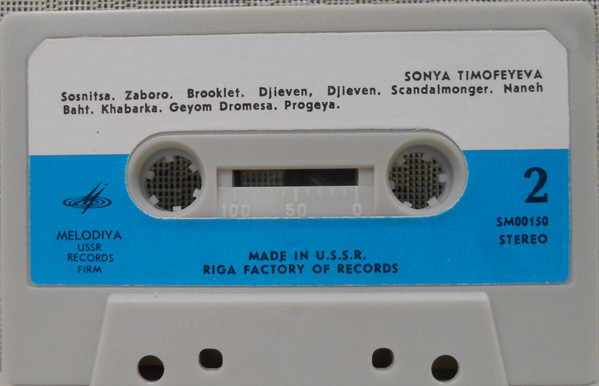 SONYA TIMOFEYEVA
Sosnitsa. Zaboro. Brooklet. Djieven, Djieven. Scandalmonger. Naneh
Baht. Khabarka. Geyom Dromesa. Progeya.
2
100 50 0
SM00150
STEREO
MELODIYA
USSR
RECORDS
FIRM
MADE IN U.S.S.R.
RIGA FACTORY OF RECORDS